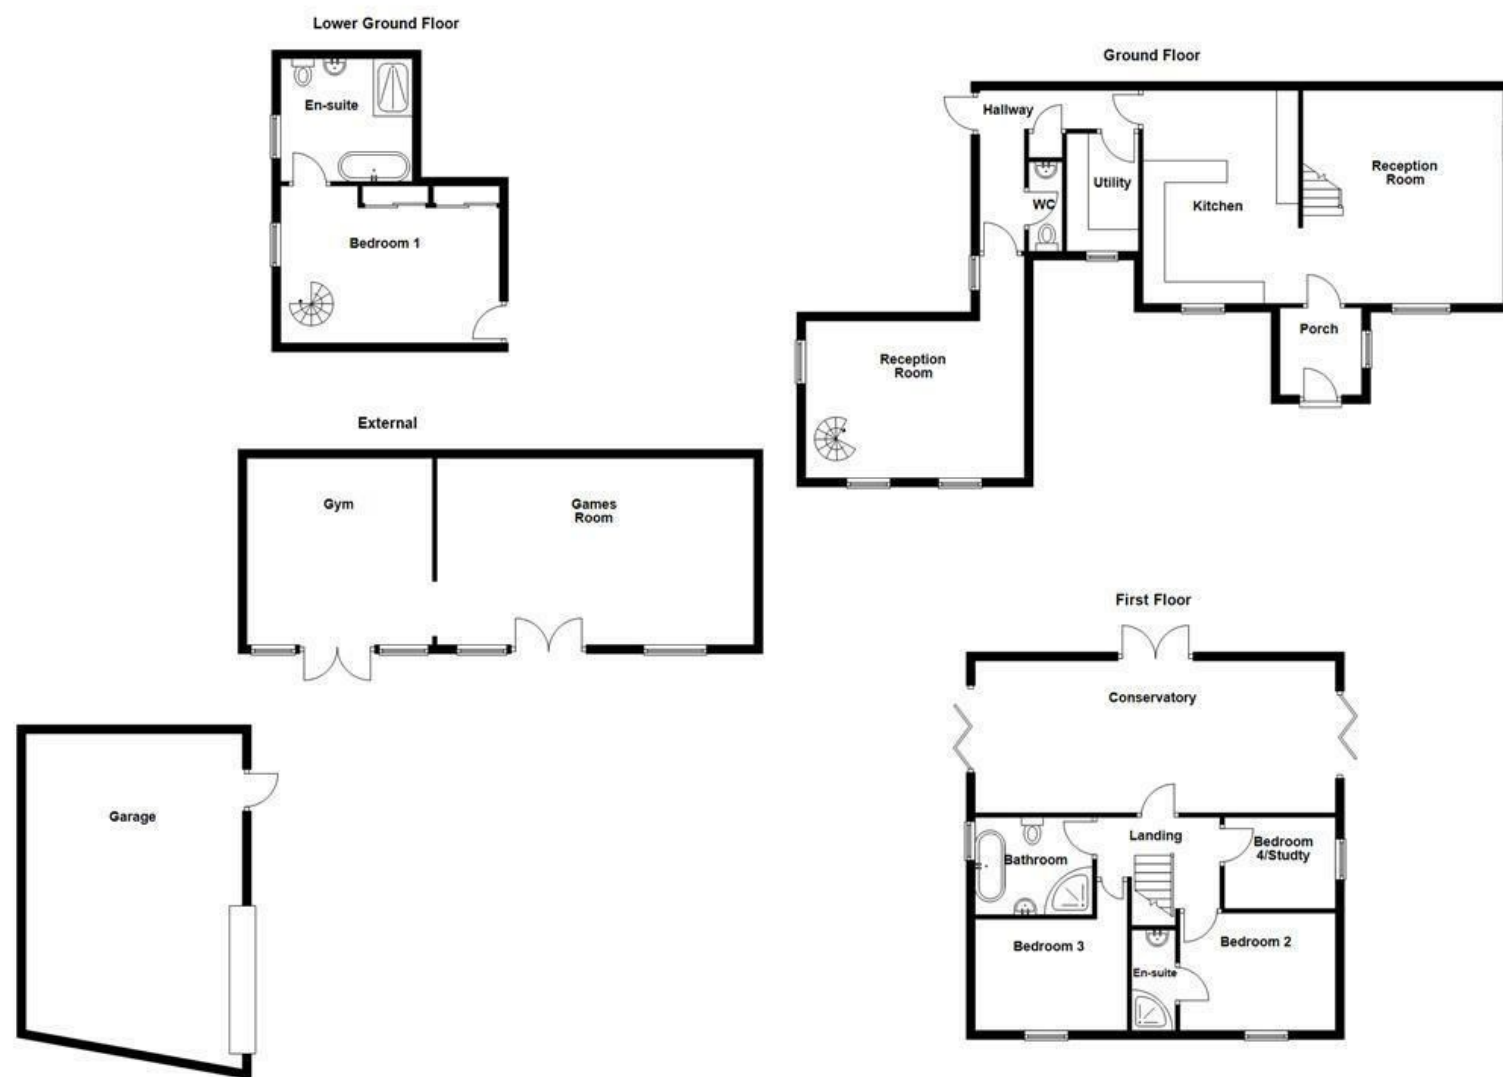 Lower Ground Floor
En-suite
Bedroom 1
Ground Floor
Hallway
WC
Utility
Kitchen
Reception
Room
Porch
Reception
Room
External
Gym
Games
Room
Garage
First Floor
Conservatory
Landing
Bathroom
Bedroom
4/Studty
Bedroom 3
En-suite
Bedroom 2